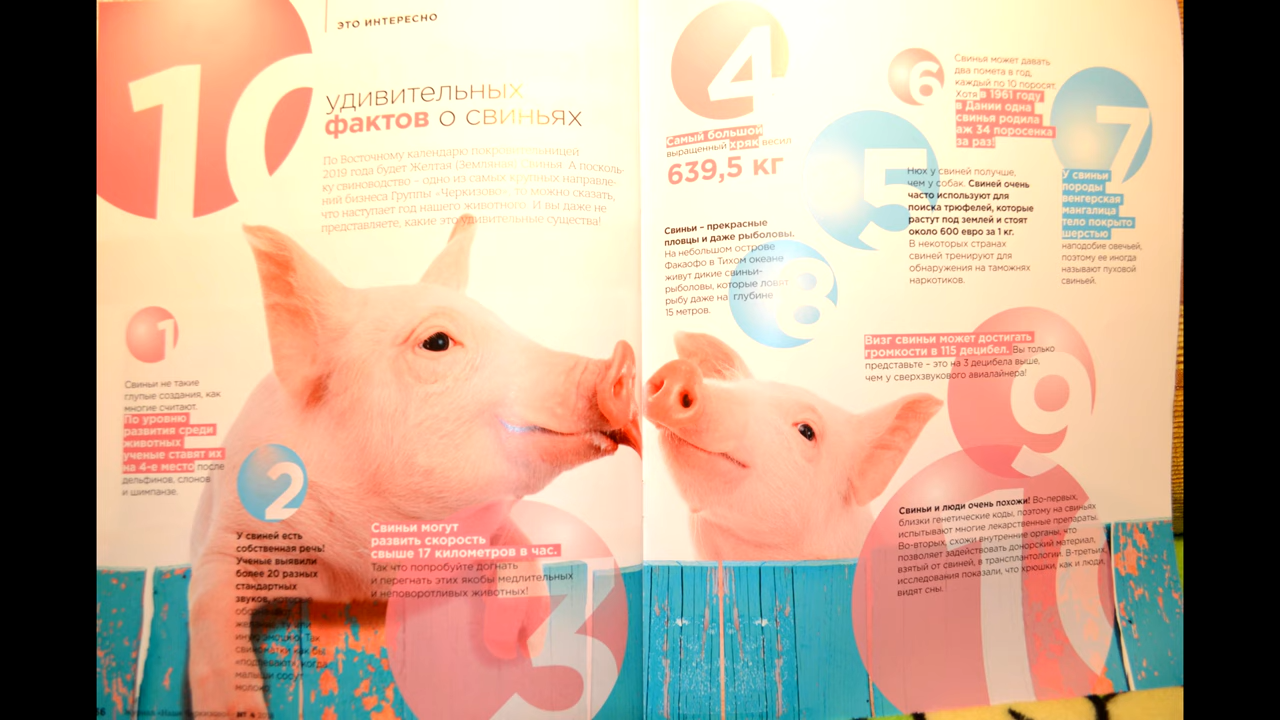 ЭТО ИНТЕРЕСНО
10
удивительных
фактов о свиньях
По Восточному календарю покровительницей
2019 года будет Желтая (Земляная) свинья. А посколь-
ку свиноводство – одно из самых крупных направле-
ний бизнеса Группы «Черкизово», то можно сказать,
что наступает год нашего животного. И вы даже не
представляете, какие это удивительные существа!
1
Свиньи не такие
глупые создания, как
многие считают.
По уровню
развития среди
животных
ученые ставят их
на 4-е место после
дельфинов, слонов
и шимпанзе.
2
У свиней есть
собственная речь!
Ученые выявили
более 20 разных
стандартных
звуков,
желание
Так
свиноматки как бы
когда
малыши сосут
молоко.
3
Свиньи могут
развить скорость
свыше 17 километров в час.
Так что попробуйте догнать
и перегнать этих якобы медлительных
и неповоротливых животных!
4
Самый большой
выращенный хряк весил
639,5 кг
5
Нюх у свиней получше,
чем у собак. Свиней очень
часто используют для
поиска трюфелей, которые
растут под землей и стоят
около 600 евро за 1 кг.
В некоторых странах
свиней тренируют для
обнаружения на таможнях
наркотиков.
6
Свинья может давать
два помета в год,
каждый по 10 поросят.
Хотя в 1961 году
в Дании одна
свинья родила
аж 34 поросенка
за раз!
7
У свиньи
породы
венгерская
мангалица
тело покрыто
шерстью
наподобие овечьей,
поэтому ее иногда
называют пуховой
свиньей.
8
Свиньи – прекрасные
пловцы и даже рыболовы.
На небольшом острове
Факаофо в Тихом океане
живут дикие свиньи-
рыболовы, которые ловят
рыбу даже на глубине
15 метров.
9
Визг свиньи может достигать
громкости в 115 децибел. Вы только
представьте – это на 3 децибела выше,
чем у сверхзвукового авиалайнера!
10
Свиньи и люди очень похожи! Во-первых,
близки генетические коды, поэтому на свиньях
испытывают многие лекарственные препараты.
Во-вторых, схожи внутренние органы, что
позволяет задействовать донорский материал,
взятый от свиней, в трансплантологии. В-третьих,
исследования показали, что хрюшки, как и люди,
видят сны.